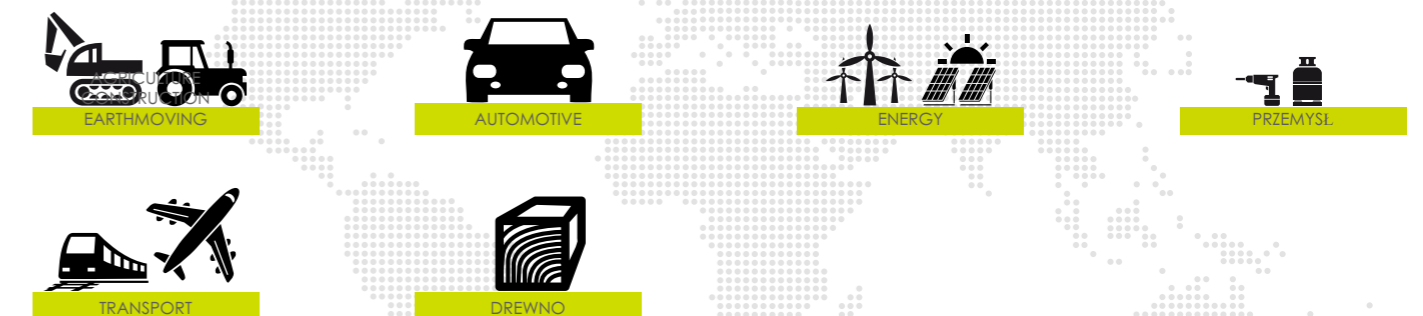 AGRICULTURE
CONSTRUCTION
EARTHMOVING
AUTOMOTIVE
ENERGY
PRZEMYSŁ
TRANSPORT
DREWNO